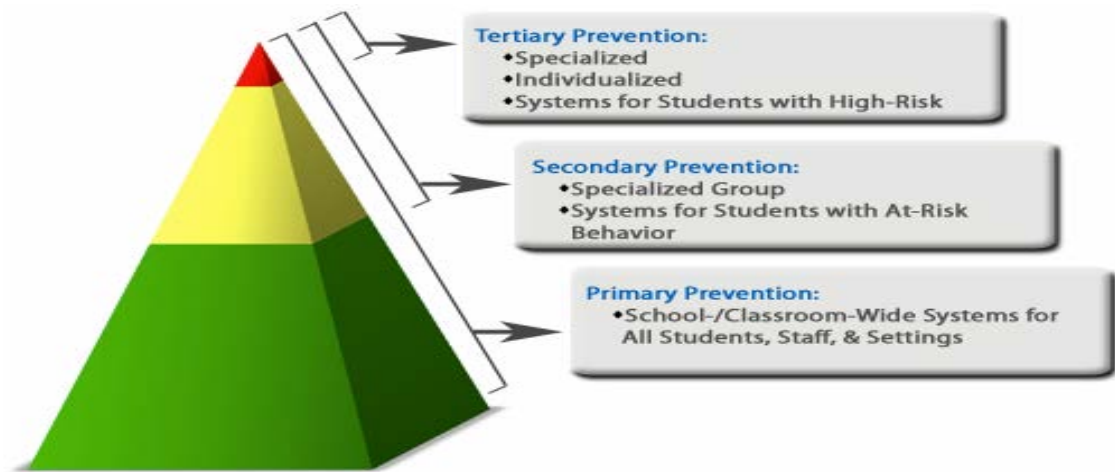 Tertiary Prevention:
◆Specialized
◆Individualized
◆Systems for Students with High-Risk
Secondary Prevention:
◆Specialized Group
◆Systems for Students with At-Risk
Behavior
Primary Prevention:
◆School-/Classroom-Wide Systems for
All Students, Staff, & Settings